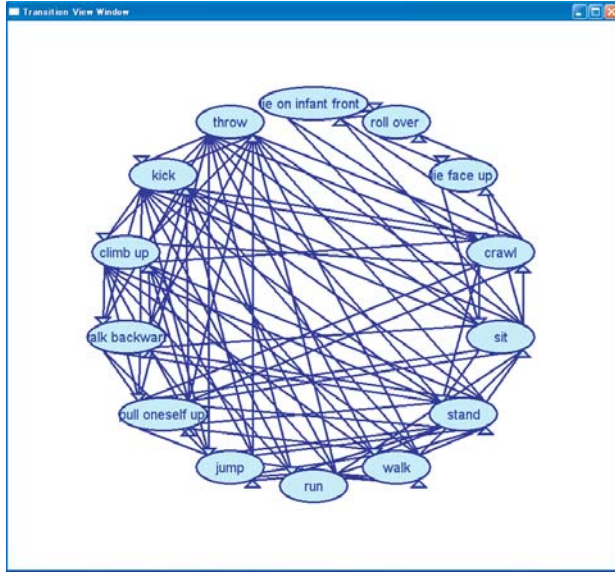 Transition View Window
ie on infant front
throw
roll over
kick
ie face up
climb up
crawl
alk backwar
sit
pull oneself up
stand
jump
walk
run